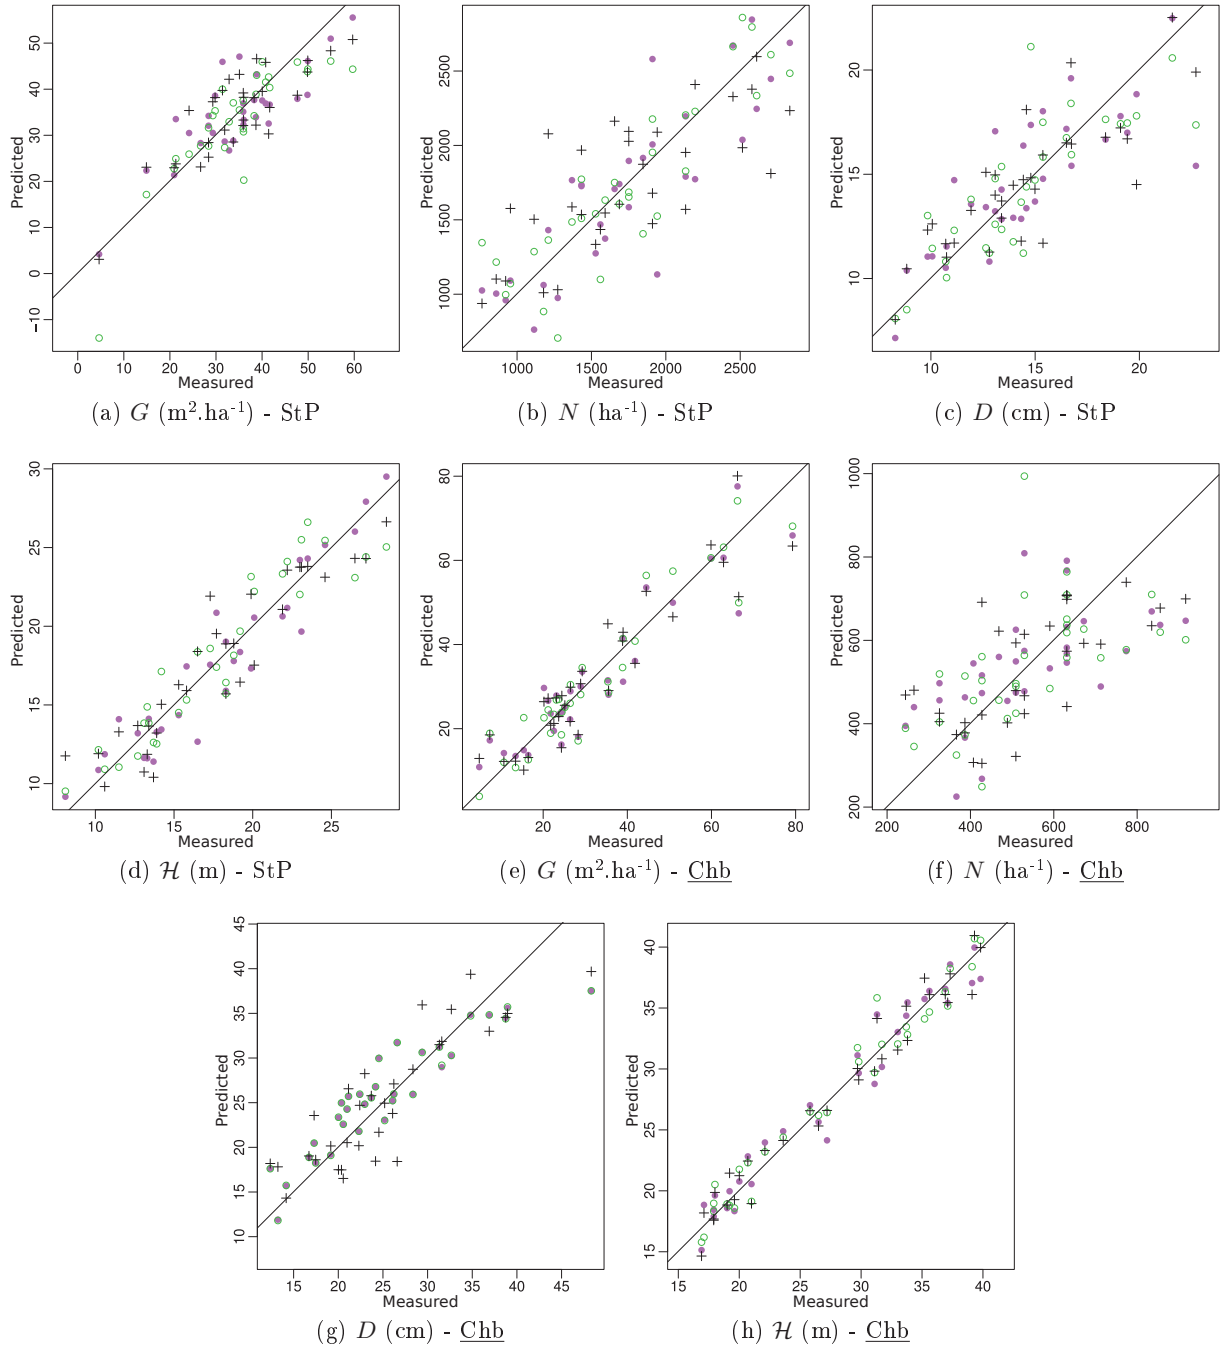 Predicted
50
40
30
20
10
0
−10
0 10 20 30 40 50 60
Measured
(a) G (m².ha⁻¹) - StP
Predicted
2500
2000
1500
1000
1000 1500 2000 2500
Measured
(b) N (ha⁻¹) - StP
Predicted
20
15
10
10 15 20
Measured
(c) D (cm) - StP
Predicted
30
25
20
15
10
10 15 20 25
Measured
(d) ℋ (m) - StP
Predicted
80
60
40
20
20 40 60 80
Measured
(e) G (m².ha⁻¹) - Chb
Predicted
1000
800
600
400
200
200 400 600 800
Measured
(f) N (ha⁻¹) - Chb
Predicted
45
40
35
30
25
20
15
10
15 20 25 30 35 40 45
Measured
(g) D (cm) - Chb
Predicted
40
35
30
25
20
15
15 20 25 30 35 40
Measured
(h) ℋ (m) - Chb